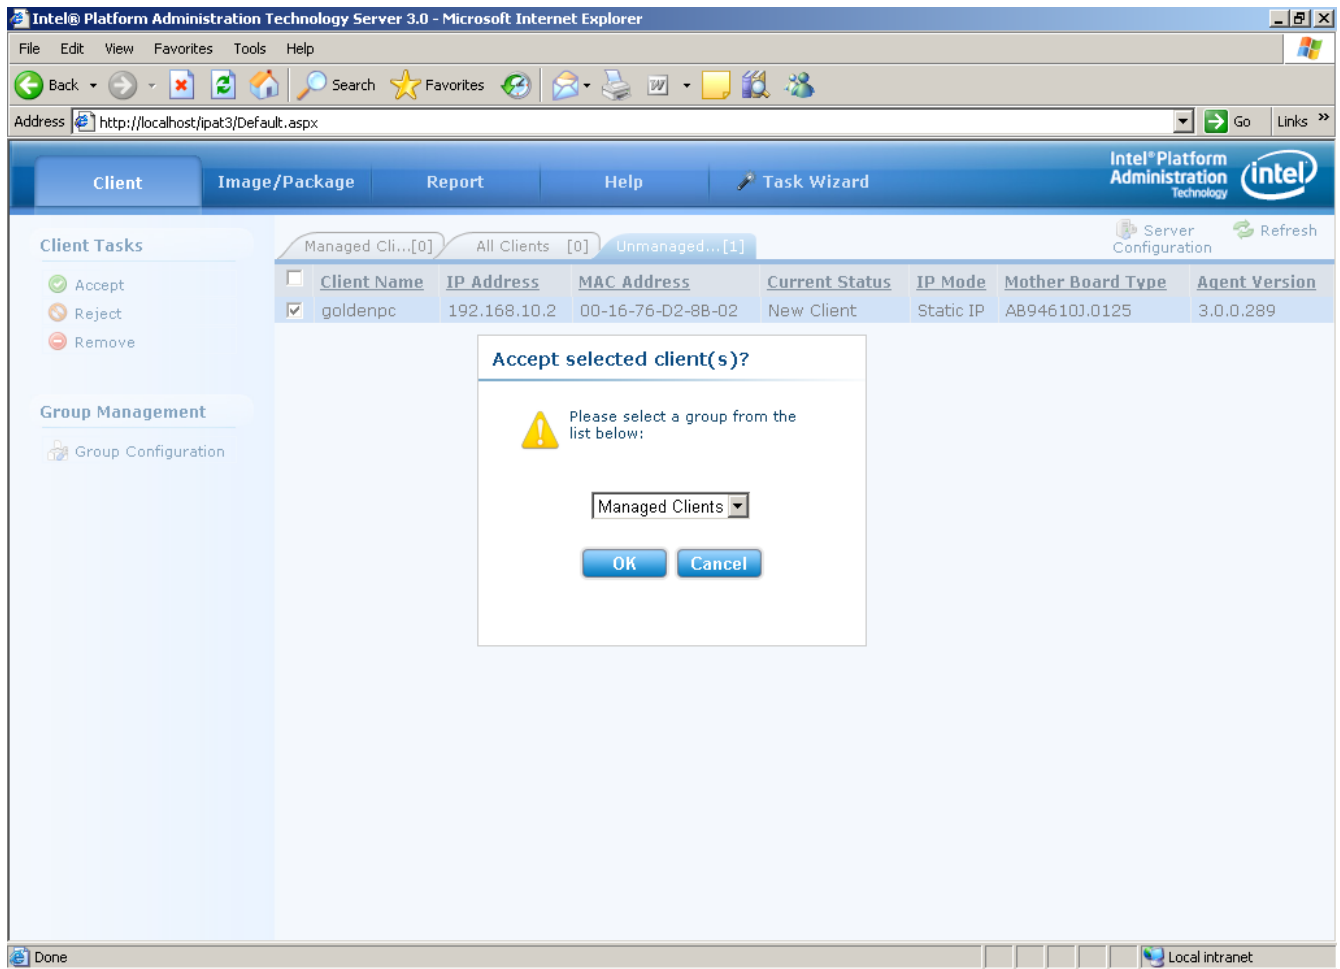 Intel® Platform Administration Technology Server 3.0 - Microsoft Internet Explorer
File Edit View Favorites Tools Help
Back Search Favorites
Address http://localhost/ipat3/Default.aspx Go Links »
Client Image/Package Report Help Task Wizard
Intel® Platform
Administration
Technology
intel
Client Tasks
Managed Cli...[0] All Clients [0] Unmanaged...[1]
Server
Configuration
Refresh
Accept
Reject
Remove
Client Name IP Address MAC Address Current Status IP Mode Mother Board Type Agent Version
goldenpc 192.168.10.2 00-16-76-D2-8B-02 New Client Static IP AB94610J.0125 3.0.0.289
Group Management
Group Configuration
Accept selected client(s)?
Please select a group from the
list below:
Managed Clients
OK Cancel
Done Local intranet